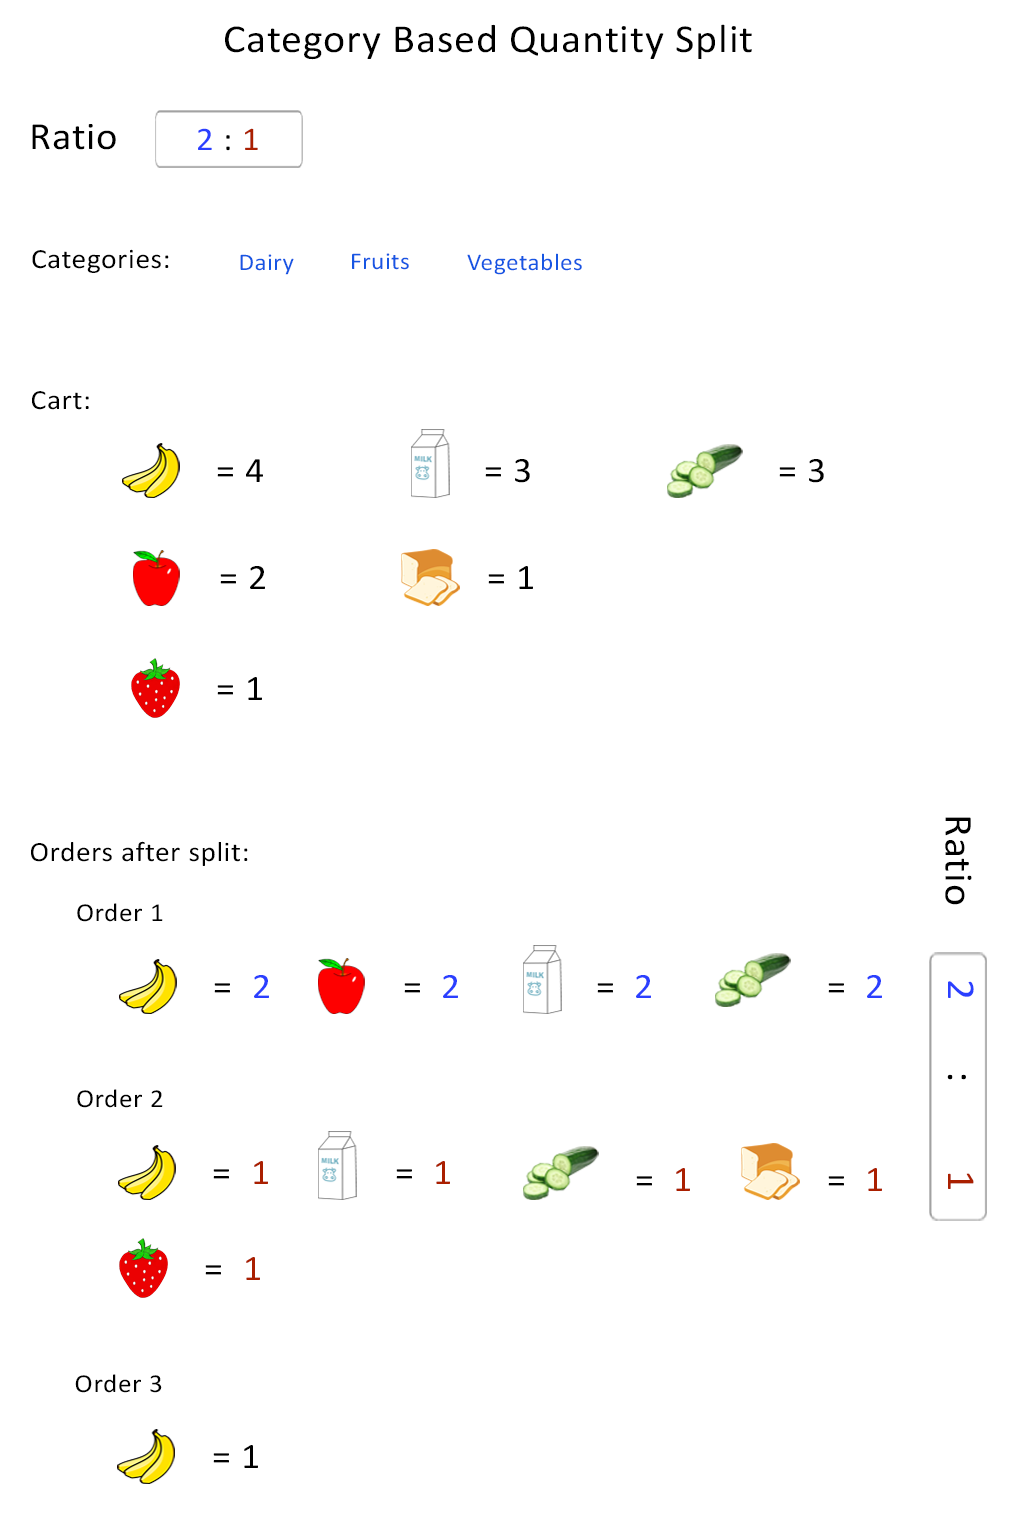 Category Based Quantity Split
Ratio 2 : 1
Categories: Dairy Fruits Vegetables
Cart:
= 4 MILK = 3 = 3
= 2 = 1
= 1
Orders after split:
Ratio
Order 1
= 2 = 2 MILK = 2 = 2
2 : 1
Order 2
= 1 MILK = 1 = 1 = 1
= 1
Order 3
= 1